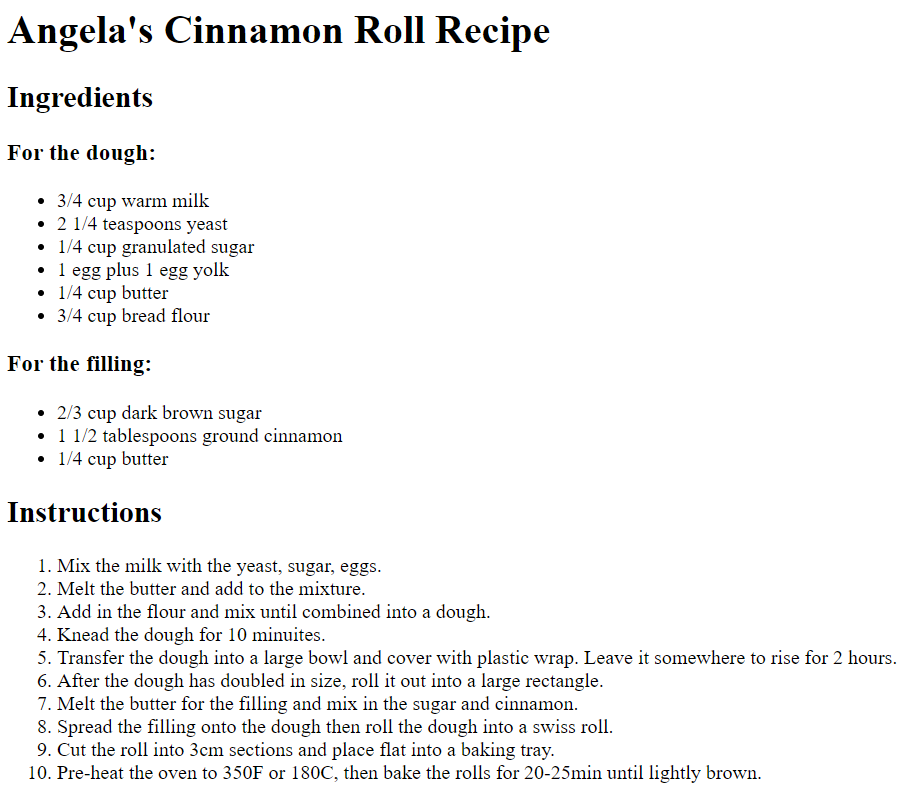 Angela's Cinnamon Roll Recipe
Ingredients
For the dough:
• 3/4 cup warm milk
• 2 1/4 teaspoons yeast
• 1/4 cup granulated sugar
• 1 egg plus 1 egg yolk
• 1/4 cup butter
• 3/4 cup bread flour
For the filling:
• 2/3 cup dark brown sugar
• 1 1/2 tablespoons ground cinnamon
• 1/4 cup butter
Instructions
1. Mix the milk with the yeast, sugar, eggs.
2. Melt the butter and add to the mixture.
3. Add in the flour and mix until combined into a dough.
4. Knead the dough for 10 minuites.
5. Transfer the dough into a large bowl and cover with plastic wrap. Leave it somewhere to rise for 2 hours.
6. After the dough has doubled in size, roll it out into a large rectangle.
7. Melt the butter for the filling and mix in the sugar and cinnamon.
8. Spread the filling onto the dough then roll the dough into a swiss roll.
9. Cut the roll into 3cm sections and place flat into a baking tray.
10. Pre-heat the oven to 350F or 180C, then bake the rolls for 20-25min until lightly brown.